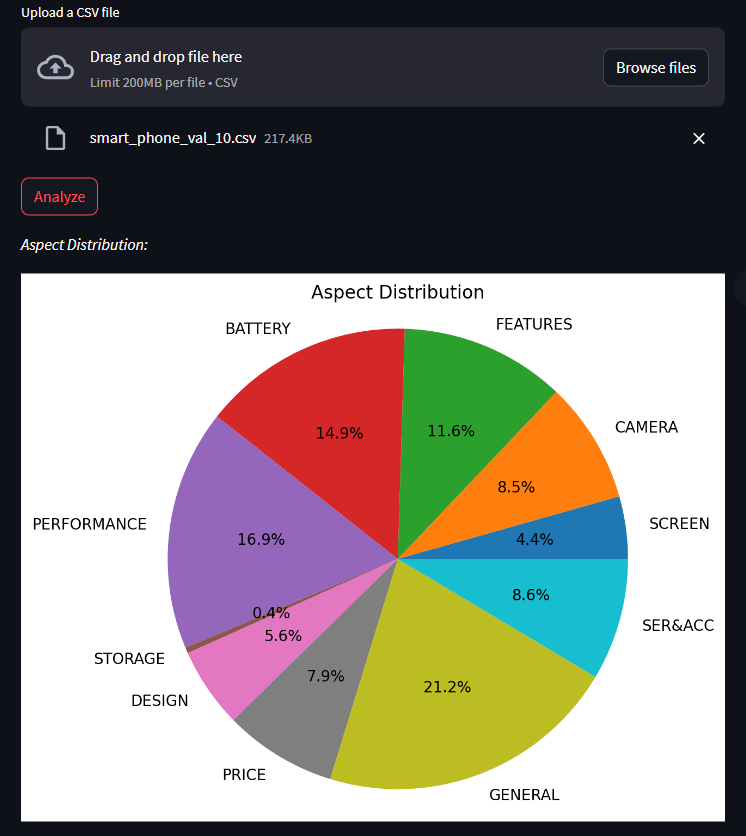 Upload a CSV file
Drag and drop file here
Limit 200MB per file • CSV
Browse files
smart_phone_val_10.csv 217.4KB
Analyze
Aspect Distribution:
Aspect Distribution
BATTERY
FEATURES
14.9%
11.6%
CAMERA
8.5%
PERFORMANCE
16.9%
SCREEN
4.4%
0.4%
8.6%
SER&ACC
STORAGE
5.6%
DESIGN
7.9%
21.2%
PRICE
GENERAL